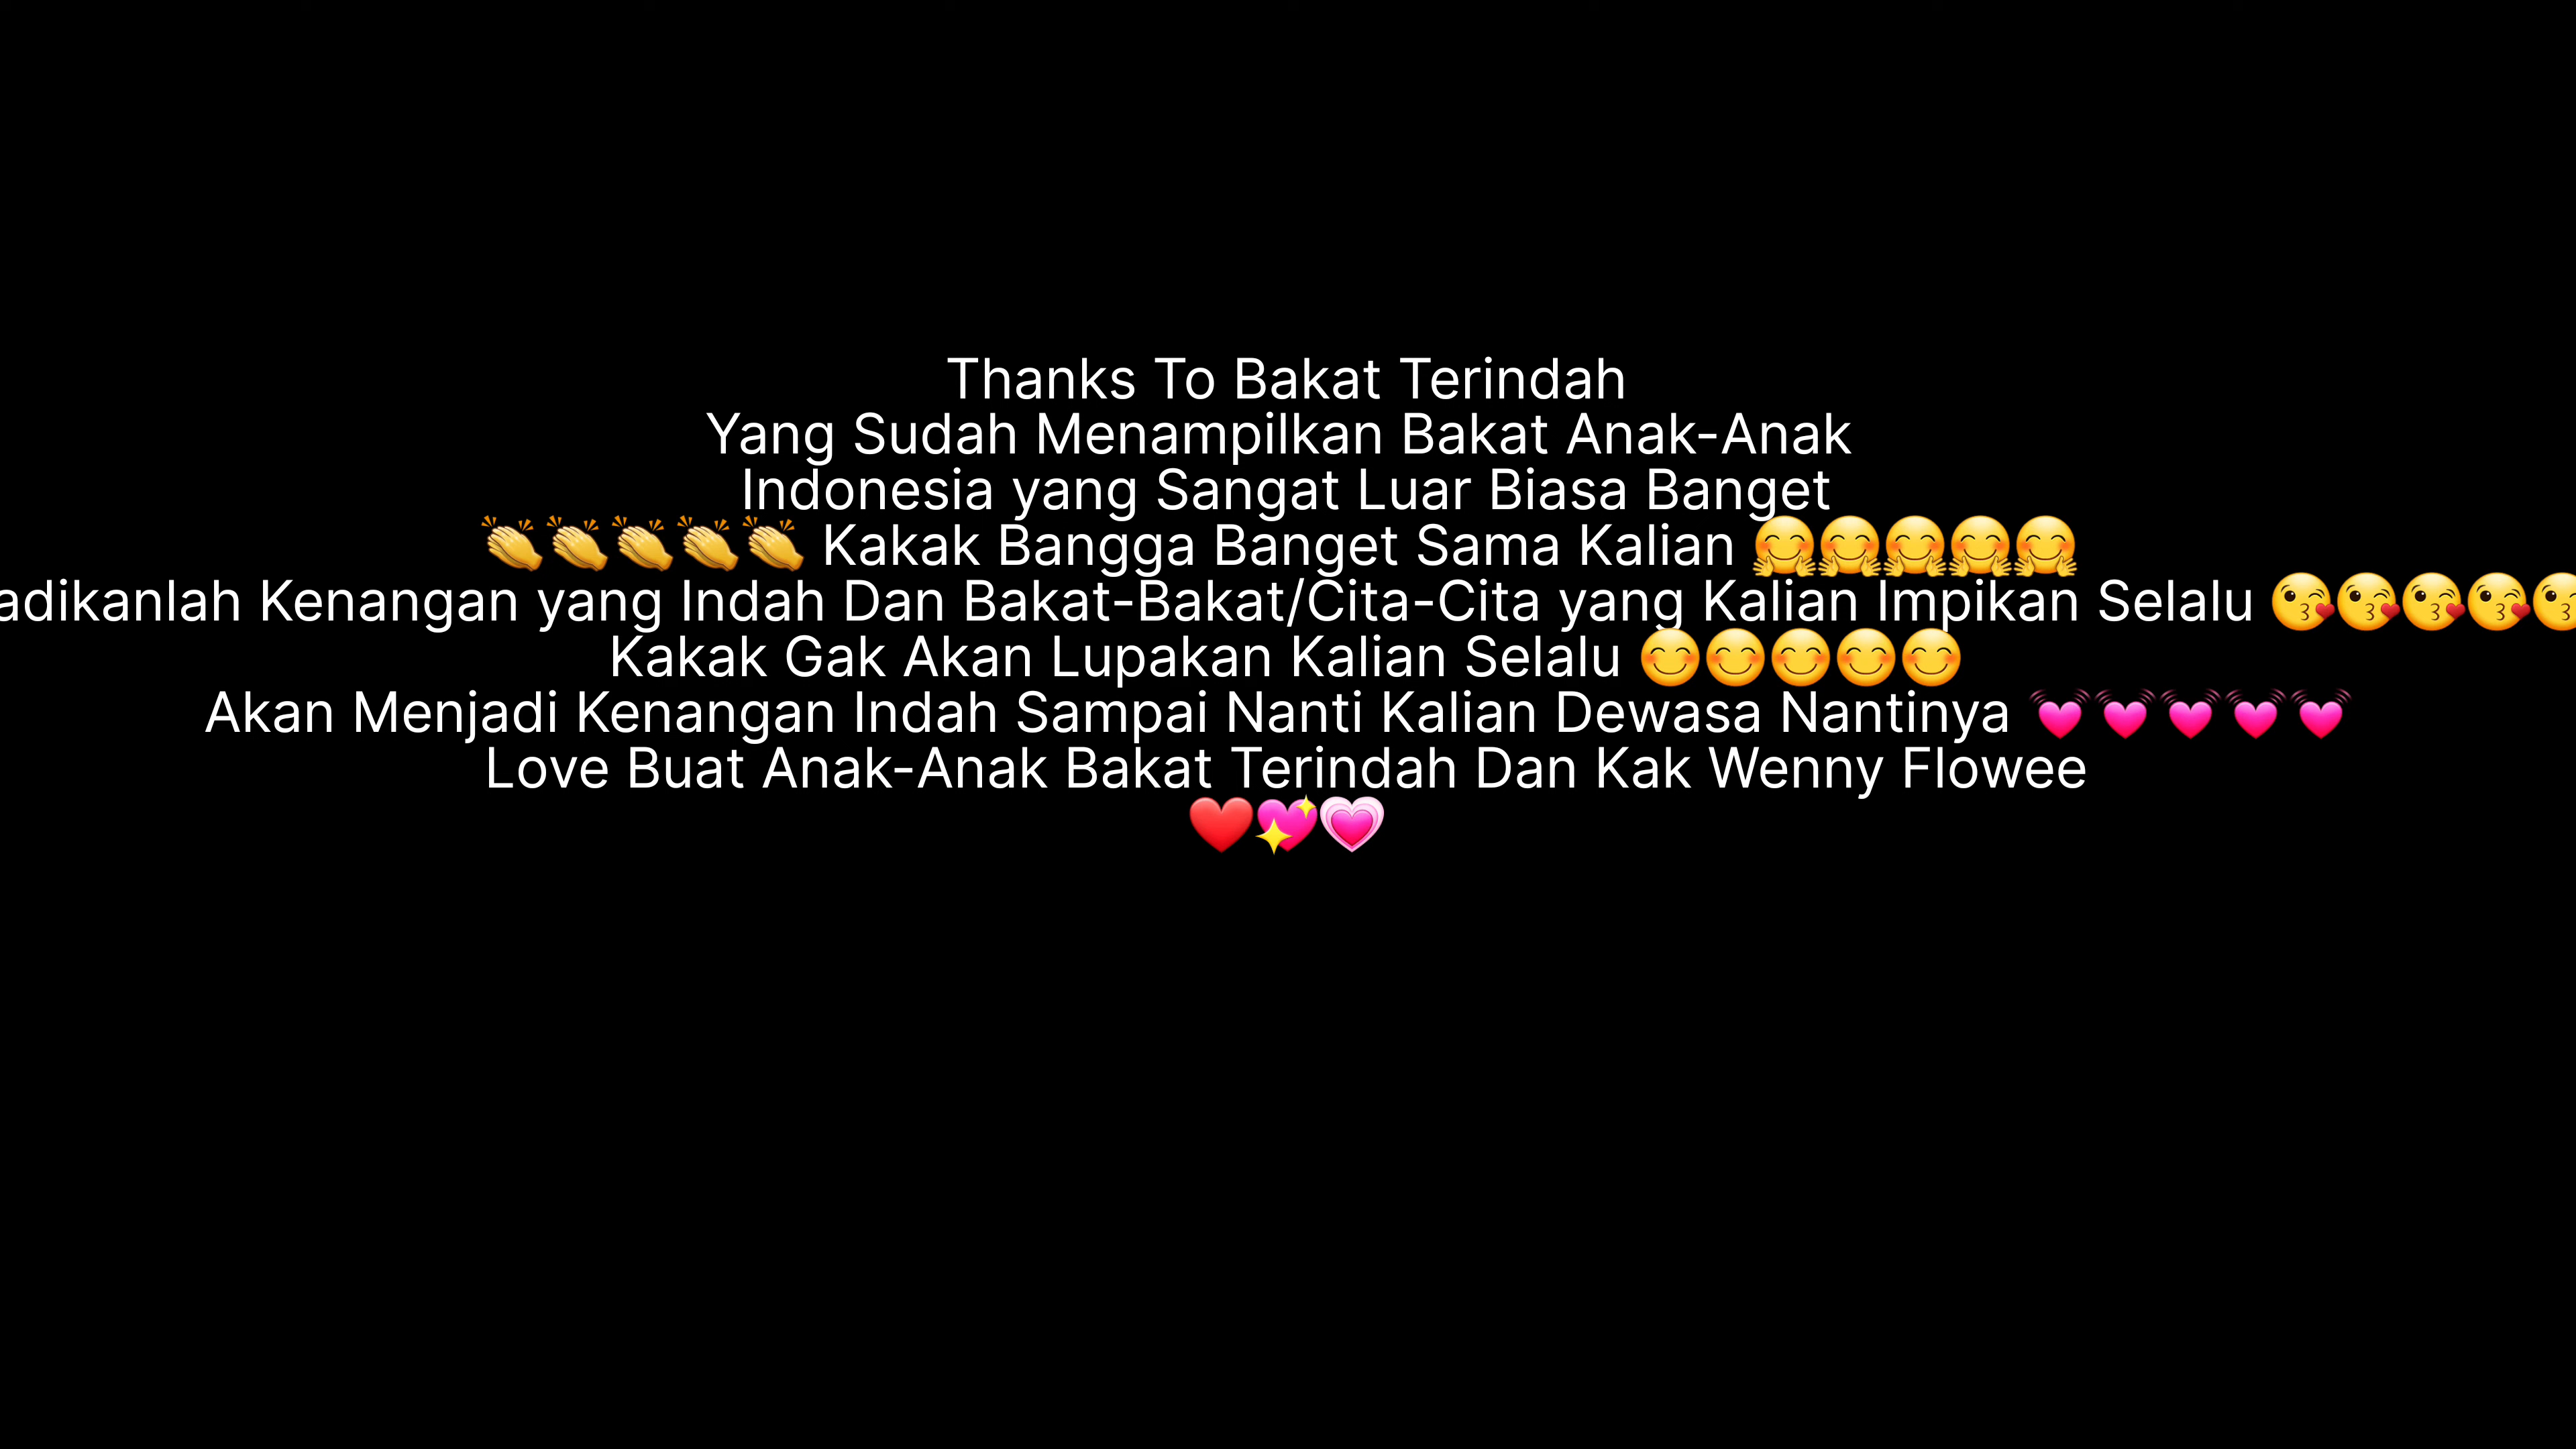 Thanks To Bakat Terindah
Yang Sudah Menampilkan Bakat Anak-Anak
Indonesia yang Sangat Luar Biasa Banget
👏👏👏👏👏 Kakak Bangga Banget Sama Kalian 🤗🤗🤗🤗🤗
adikanlah Kenangan yang Indah Dan Bakat-Bakat/Cita-Cita yang Kalian Impikan Selalu 😘😘😘😘😘
Kakak Gak Akan Lupakan Kalian Selalu 😊😊😊😊😊
Akan Menjadi Kenangan Indah Sampai Nanti Kalian Dewasa Nantinya 💓💓💓💓💓
Love Buat Anak-Anak Bakat Terindah Dan Kak Wenny Flowee
❤️💖💗